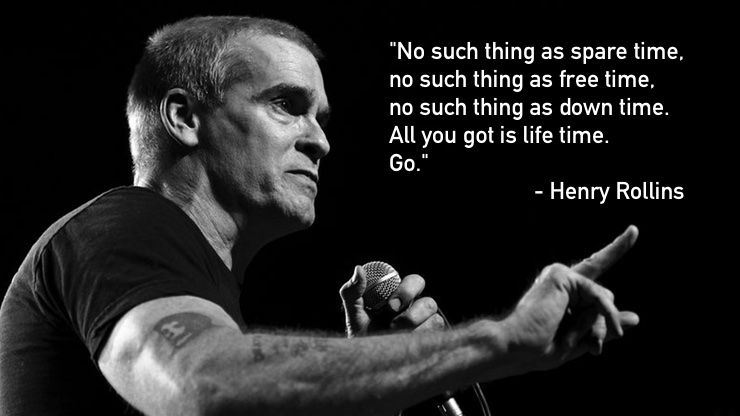 "No such thing as spare time,
no such thing as free time,
no such thing as down time.
All you got is life time.
Go."
- Henry Rollins